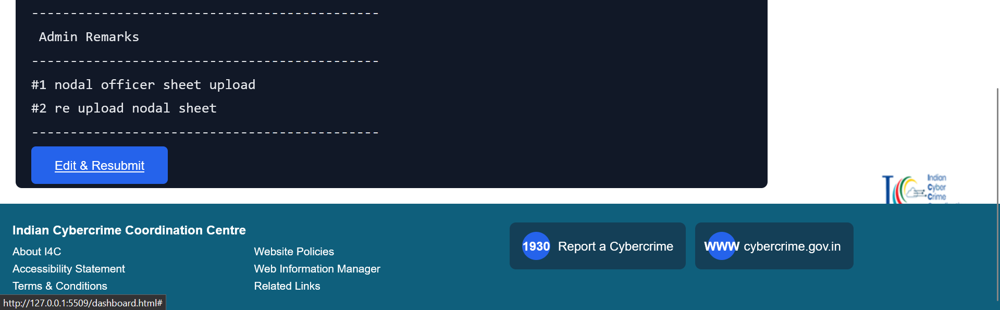 ---------------------------------------------
Admin Remarks
---------------------------------------------
#1 nodal officer sheet upload
#2 re upload nodal sheet
---------------------------------------------
Edit & Resubmit
Indian
Cyber
Crime
Indian Cybercrime Coordination Centre
About I4C
Accessibility Statement
Terms & Conditions
Website Policies
Web Information Manager
Related Links
1930 Report a Cybercrime
WWW cybercrime.gov.in
http://127.0.0.1:5509/dashboard.html#